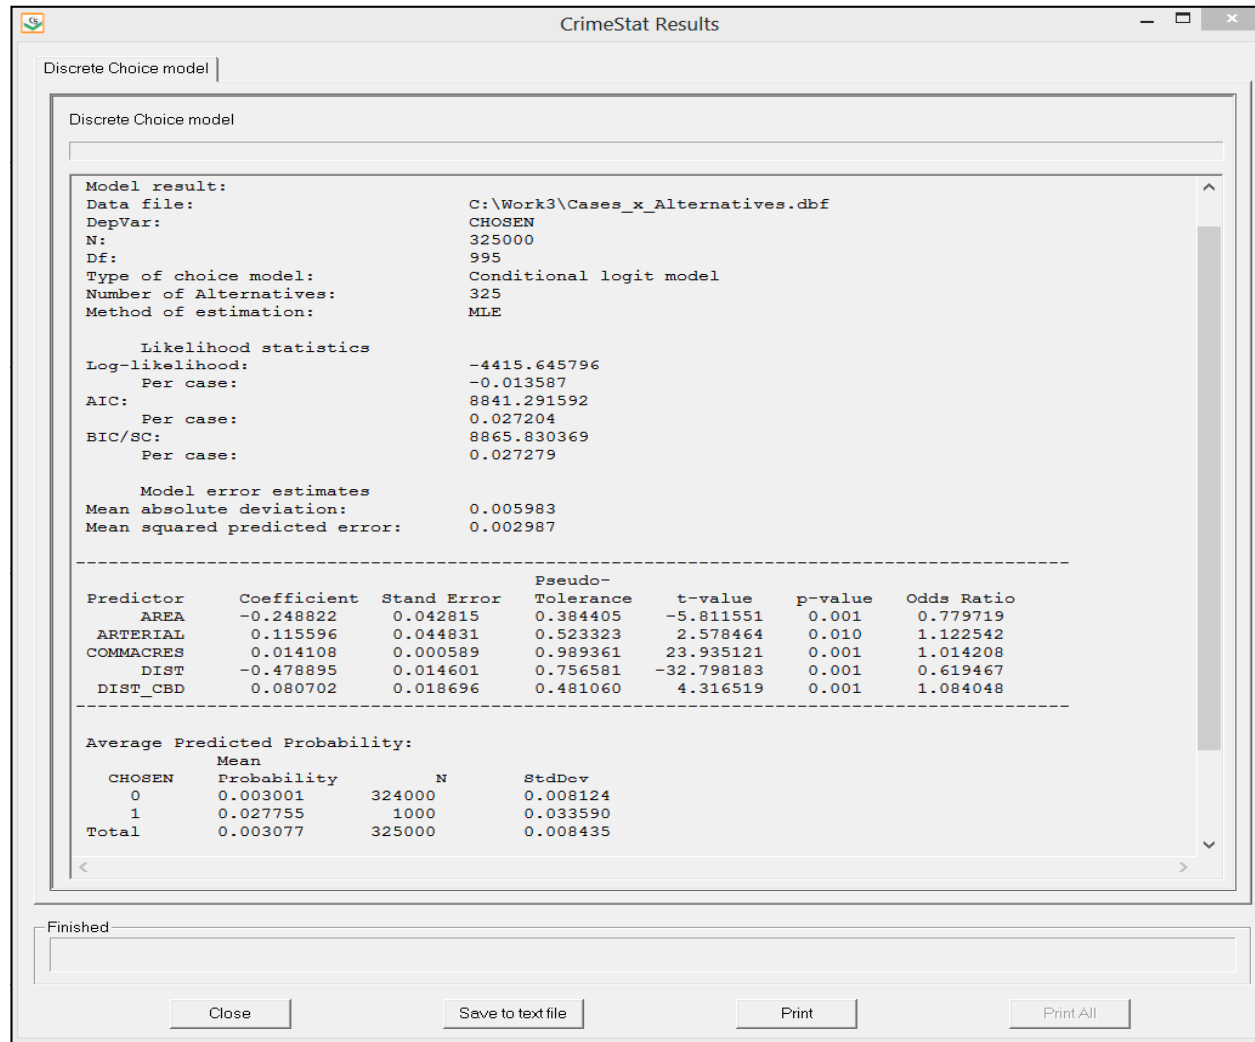 CrimeStat Results
Discrete Choice model
Discrete Choice model
Model result:
Data file: C:\Work3\Cases_x_Alternatives.dbf
DepVar: CHOSEN
N: 325000
Df: 995
Type of choice model: Conditional logit model
Number of Alternatives: 325
Method of estimation: MLE
Likelihood statistics
Log-likelihood: -4415.645796
Per case: -0.013587
AIC: 8841.291592
Per case: 0.027204
BIC/SC: 8865.830369
Per case: 0.027279
Model error estimates
Mean absolute deviation: 0.005983
Mean squared predicted error: 0.002987
--------------------------------------------------------------------------------
Pseudo-
Predictor Coefficient Stand Error Tolerance t-value p-value Odds Ratio
AREA -0.248822 0.042815 0.384405 -5.811551 0.001 0.779719
ARTERIAL 0.115596 0.044831 0.523323 2.578464 0.010 1.122542
COMMACRES 0.014108 0.000589 0.989361 23.935121 0.001 1.014208
DIST -0.478895 0.014601 0.756581 -32.798183 0.001 0.619467
DIST_CBD 0.080702 0.018696 0.481060 4.316519 0.001 1.084048
--------------------------------------------------------------------------------
Average Predicted Probability:
Mean
CHOSEN Probability N StdDev
0 0.003001 324000 0.008124
1 0.027755 1000 0.033590
Total 0.003077 325000 0.008435
Finished
Close Save to text file Print Print All